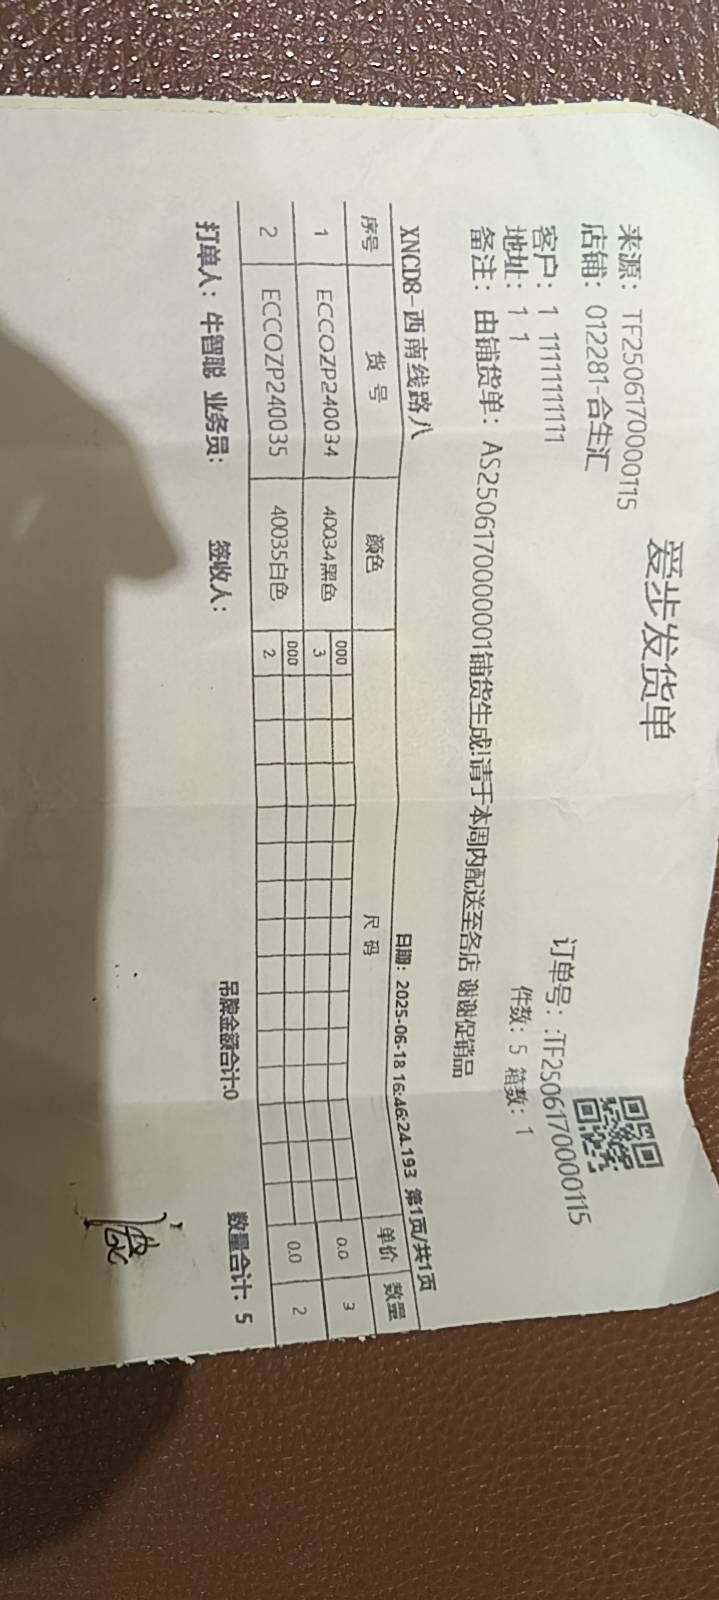 爱步发货单
来源： TF2506170000115
店铺： 012281-合生汇
订单号：:TF2506170000115
客户： 1 11111111111
件数： 5 箱数： 1
地址： 1 1
备注： 由铺货单： AS2506170000001铺货生成!请于本周内配送至各店 谢谢促销品
XNCD8-西南线路八 日期： 2025-06-18 16:46:24.193 第1页/共1页
序号 货 号 颜色 尺 码 单价 数量
000
1 ECCOZP240034 40034黑色 3 0.0 3
000
2 ECCOZP240035 40035白色 2 0.0 2
打单人： 牛智聪 业务员： 签收人： 吊牌金额合计:0 数量合计: 5